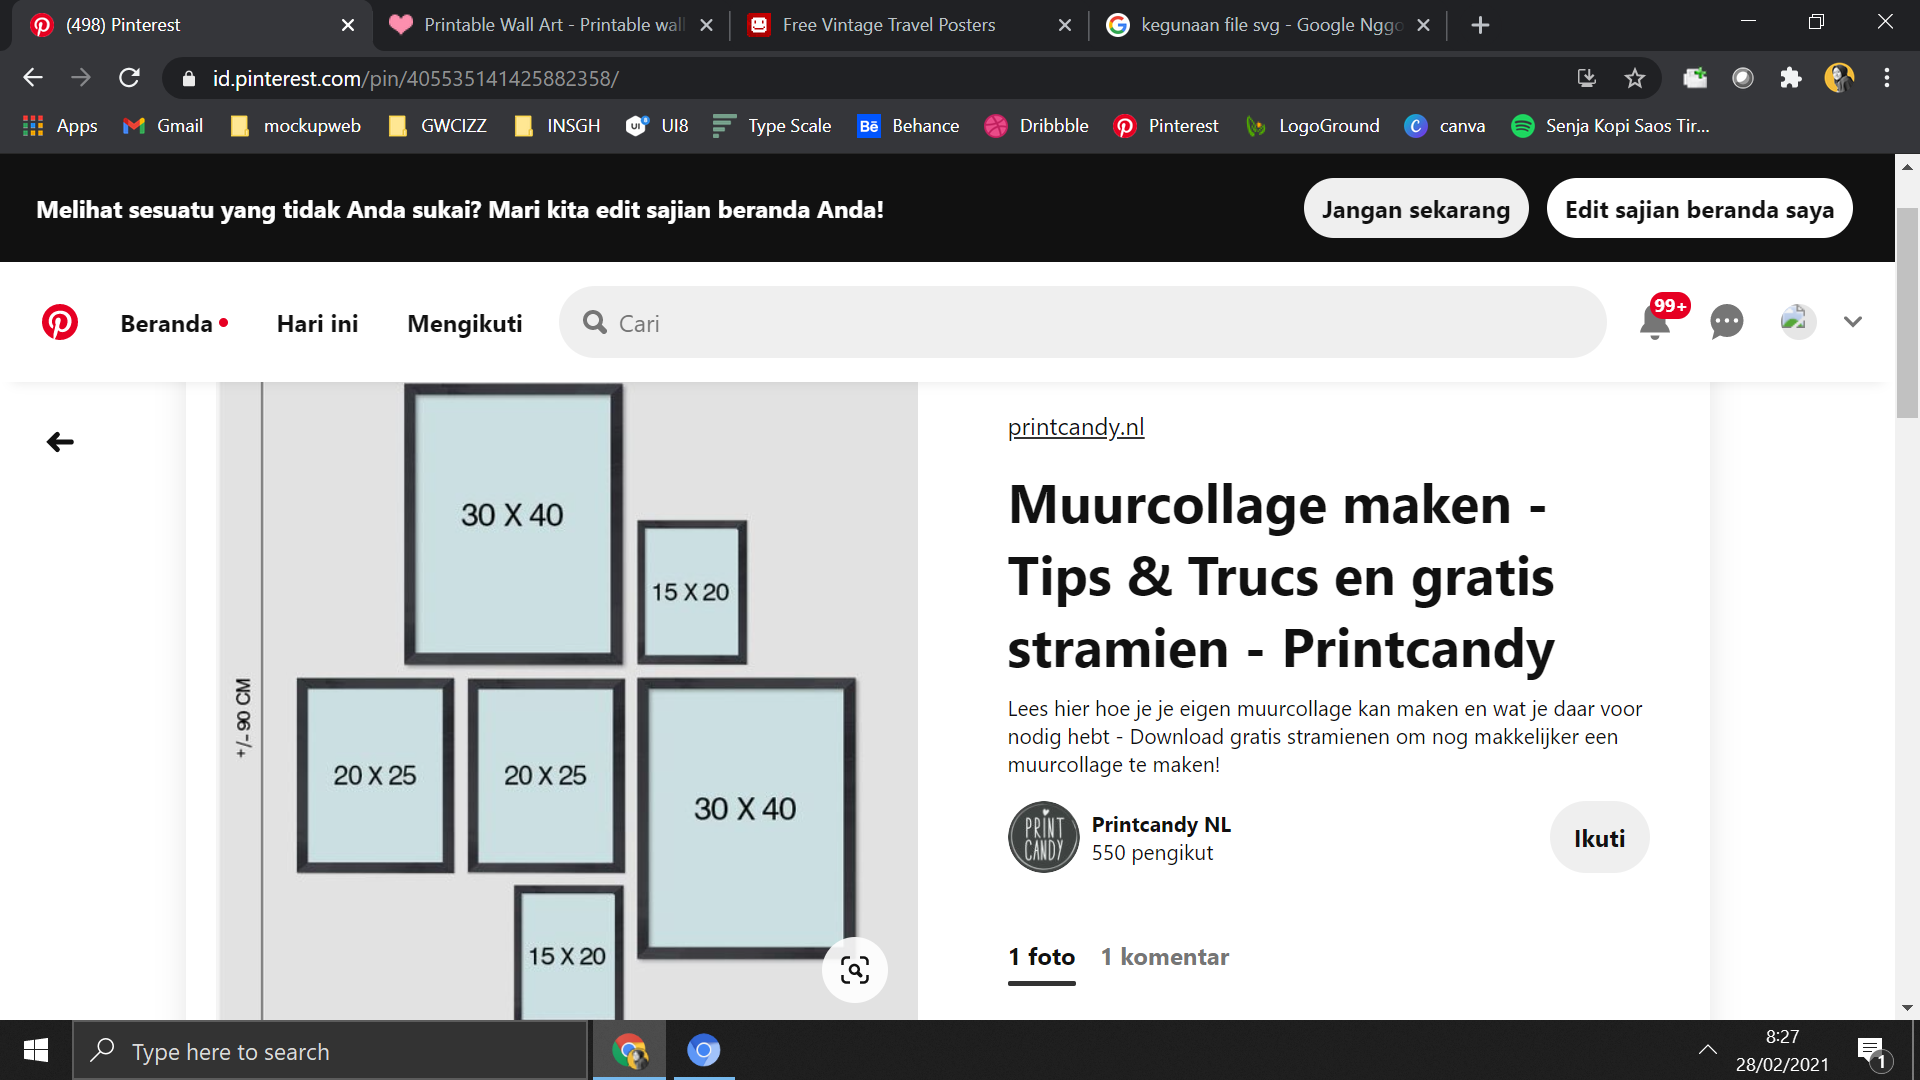 (498) Pinterest
Printable Wall Art - Printable wall
Free Vintage Travel Posters
kegunaan file svg - Google Nggo
id.pinterest.com/pin/405535141425882358/
Apps
Gmail
mockupweb
GWCIZZ
INSGH
UI8
Type Scale
Behance
Dribbble
Pinterest
LogoGround
canva
Senja Kopi Saos Tir...
Melihat sesuatu yang tidak Anda sukai? Mari kita edit sajian beranda Anda!
Jangan sekarang
Edit sajian beranda saya
Beranda
Hari ini
Mengikuti
Cari
99+
+/- 90 CM
30 X 40
15 X 20
20 X 25
20 X 25
30 X 40
15 X 20
printcandy.nl
Muurcollage maken -
Tips & Trucs en gratis
stramien - Printcandy
Lees hier hoe je je eigen muurcollage kan maken en wat je daar voor
nodig hebt - Download gratis stramienen om nog makkelijker een
muurcollage te maken!
PRINT
CANDY
Printcandy NL
550 pengikut
Ikuti
1 foto
1 komentar
Type here to search
8:27
28/02/2021
1